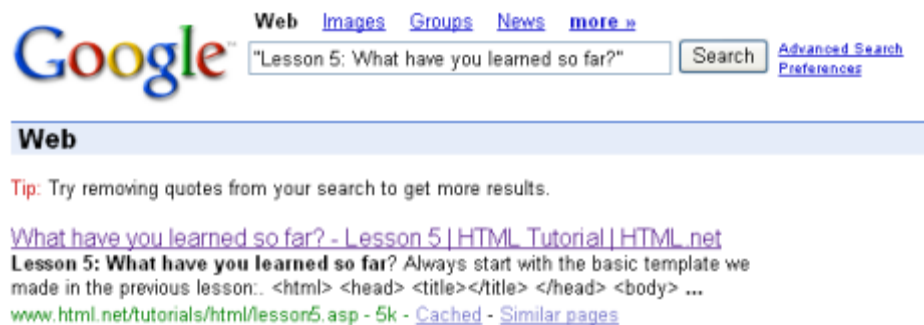 Web Images Groups News more »
Google™ "Lesson 5: What have you learned so far?" Search Advanced Search
Preferences
Web
Tip: Try removing quotes from your search to get more results.
What have you learned so far? - Lesson 5 | HTML Tutorial | HTML.net
Lesson 5: What have you learned so far? Always start with the basic template we
made in the previous lesson:. <html> <head> <title></title> </head> <body> ...
www.html.net/tutorials/html/lesson5.asp - 5k - Cached - Similar pages